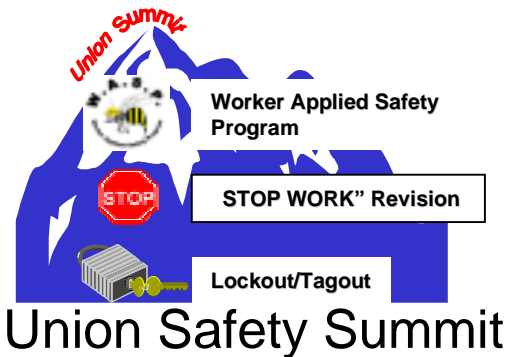 Union Summit
W.A.S.P.
Worker Applied Safety
Program
STOP
STOP WORK” Revision
Lockout/Tagout
Union Safety Summit